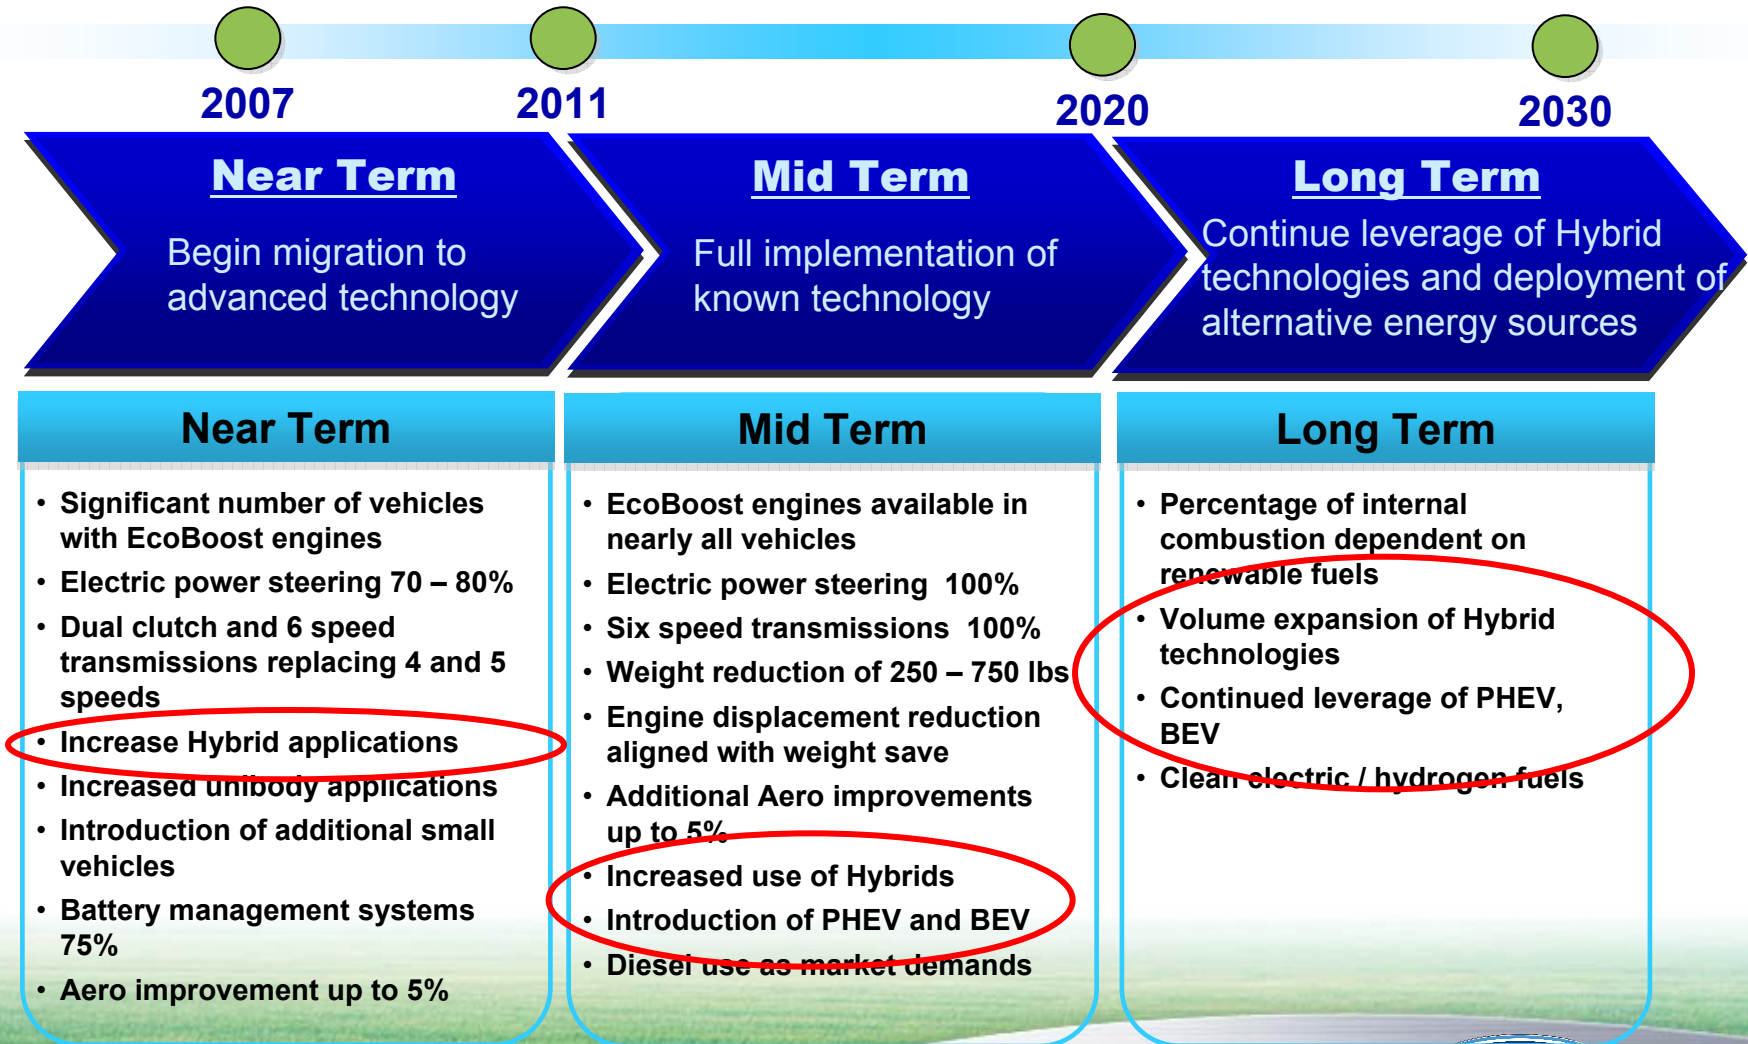 2007
2011
2020
2030
Near Term
Begin migration to
advanced technology
Mid Term
Full implementation of
known technology
Long Term
Continue leverage of Hybrid
technologies and deployment of
alternative energy sources
Near Term
• Significant number of vehicles
with EcoBoost engines
• Electric power steering 70 – 80%
• Dual clutch and 6 speed
transmissions replacing 4 and 5
speeds
• Increase Hybrid applications
• Increased unibody applications
• Introduction of additional small
vehicles
• Battery management systems
75%
• Aero improvement up to 5%
Mid Term
• EcoBoost engines available in
nearly all vehicles
• Electric power steering 100%
• Six speed transmissions 100%
• Weight reduction of 250 – 750 lbs
• Engine displacement reduction
aligned with weight save
• Additional Aero improvements
up to 5%
• Increased use of Hybrids
• Introduction of PHEV and BEV
• Diesel use as market demands
Long Term
• Percentage of internal
combustion dependent on
renewable fuels
• Volume expansion of Hybrid
technologies
• Continued leverage of PHEV,
BEV
• Clean electric / hydrogen fuels